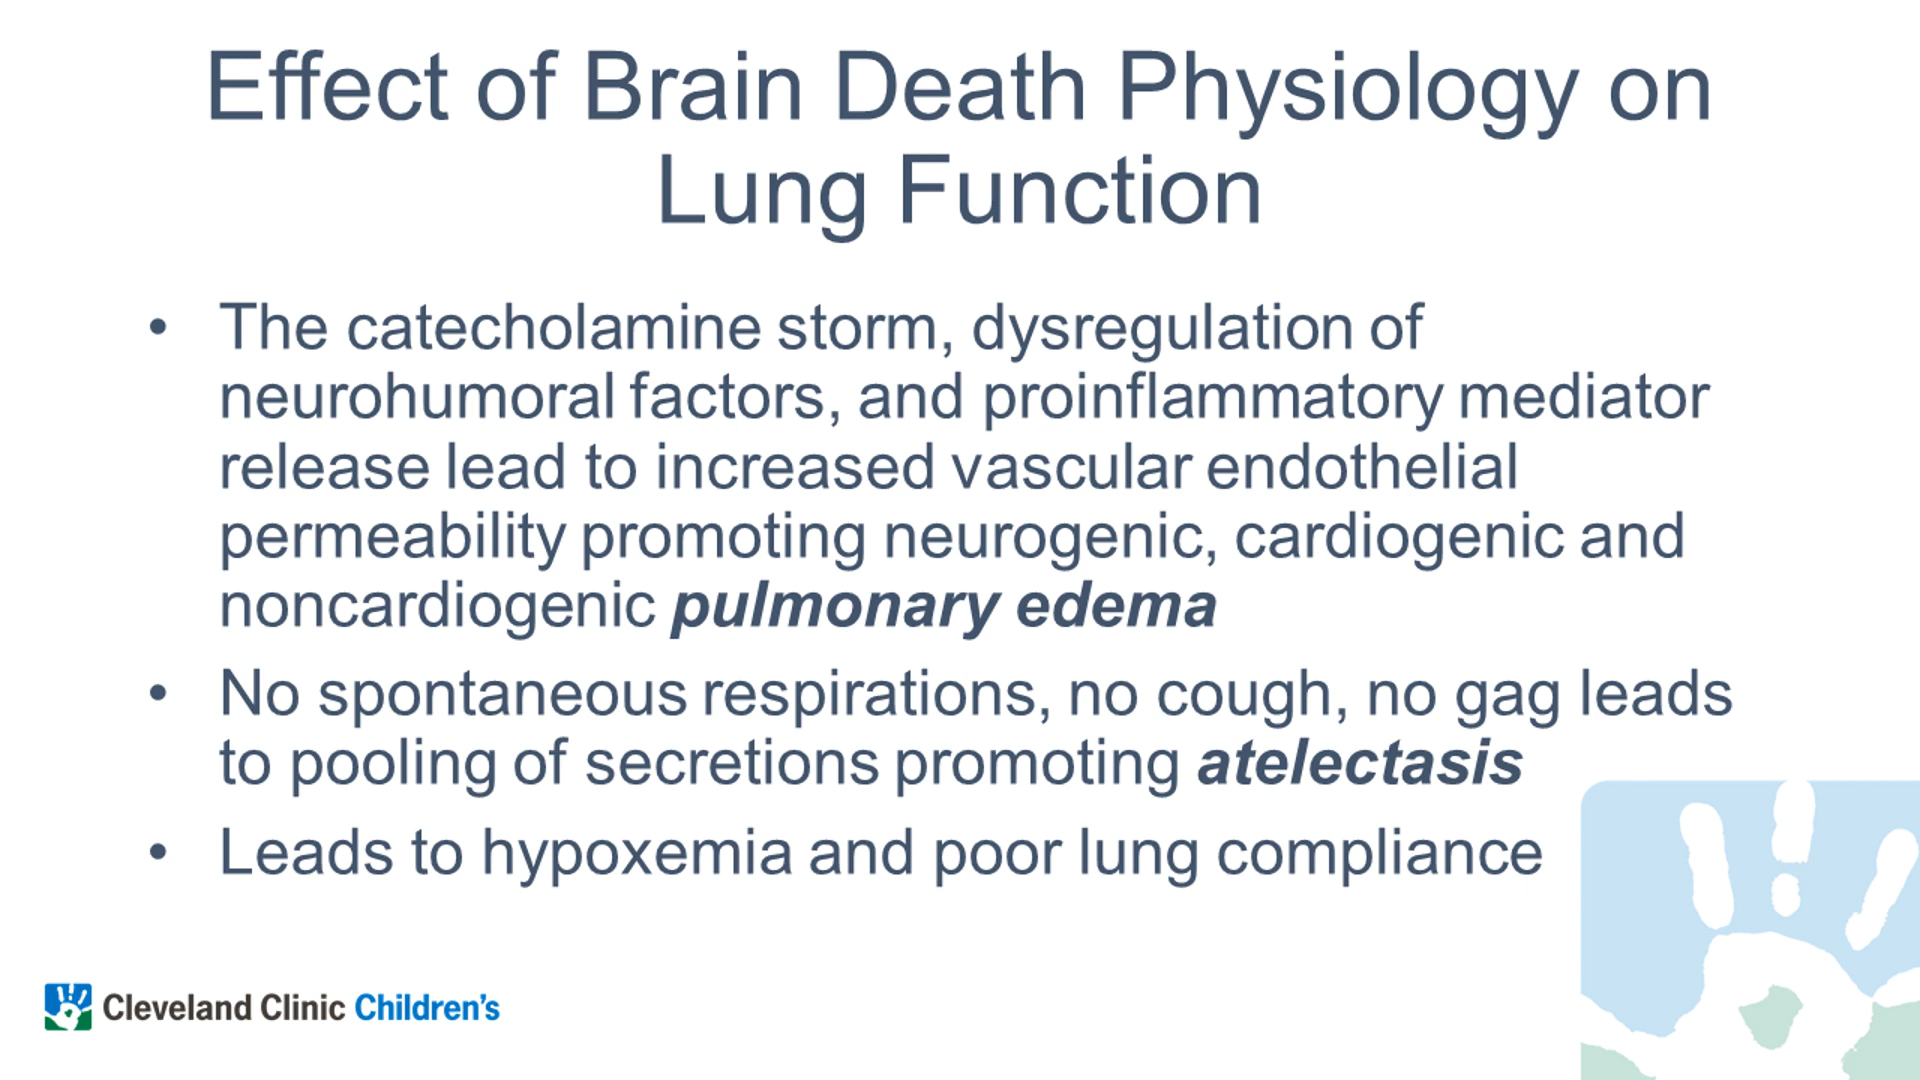 Effect of Brain Death Physiology on
Lung Function
• The catecholamine storm, dysregulation of
neurohumoral factors, and proinflammatory mediator
release lead to increased vascular endothelial
permeability promoting neurogenic, cardiogenic and
noncardiogenic pulmonary edema
• No spontaneous respirations, no cough, no gag leads
to pooling of secretions promoting atelectasis
• Leads to hypoxemia and poor lung compliance
Cleveland Clinic Children's